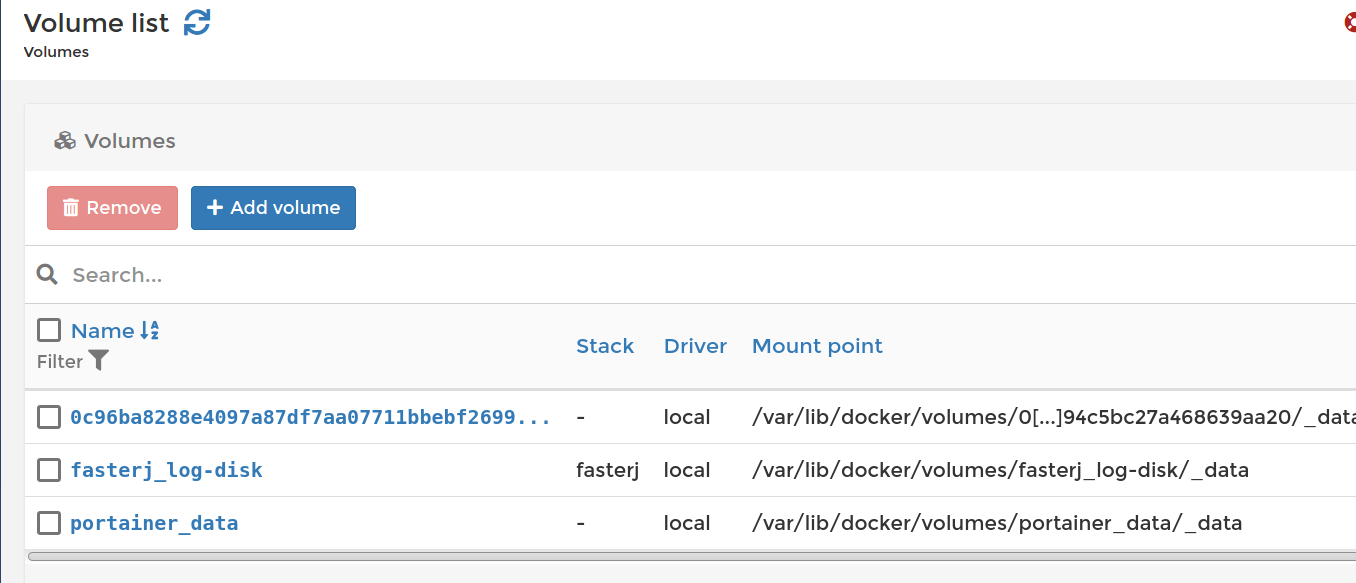 Volume list
Volumes
Volumes
Remove
Add volume
Search...
Name
Filter
Stack Driver Mount point
0c96ba8288e4097a87df7aa07711bbebf2699... - local /var/lib/docker/volumes/0[...]94c5bc27a468639aa20/_data
fasterj_log-disk fasterj local /var/lib/docker/volumes/fasterj_log-disk/_data
portainer_data - local /var/lib/docker/volumes/portainer_data/_data